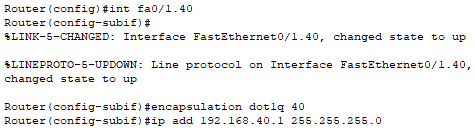 Router(config)#int fa0/1.40
Router(config-subif)#
%LINK-5-CHANGED: Interface FastEthernet0/1.40, changed state to up
%LINEPROTO-5-UPDOWN: Line protocol on Interface FastEthernet0/1.40,
changed state to up
Router(config-subif)#encapsulation dot1q 40
Router(config-subif)#ip add 192.168.40.1 255.255.255.0